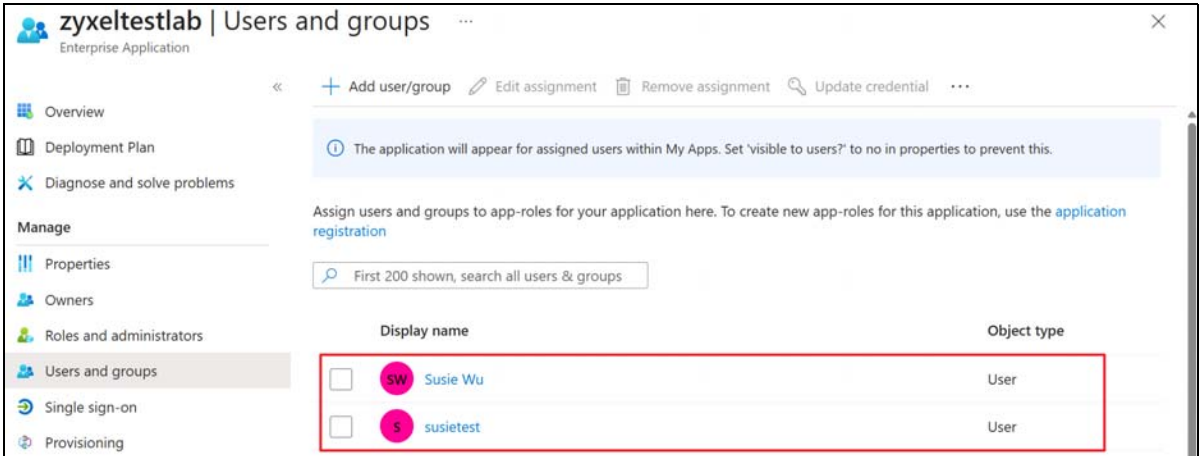 zyxeltestlab | Users and groups ...
Enterprise Application
«
Add user/group Edit assignment Remove assignment Update credential ...
Overview
Deployment Plan
Diagnose and solve problems
Manage
Properties
Owners
Roles and administrators
Users and groups
Single sign-on
Provisioning
The application will appear for assigned users within My Apps. Set 'visible to users?' to no in properties to prevent this.
Assign users and groups to app-roles for your application here. To create new app-roles for this application, use the application
registration
First 200 shown, search all users & groups
Display name Object type
SW Susie Wu User
S susietest User